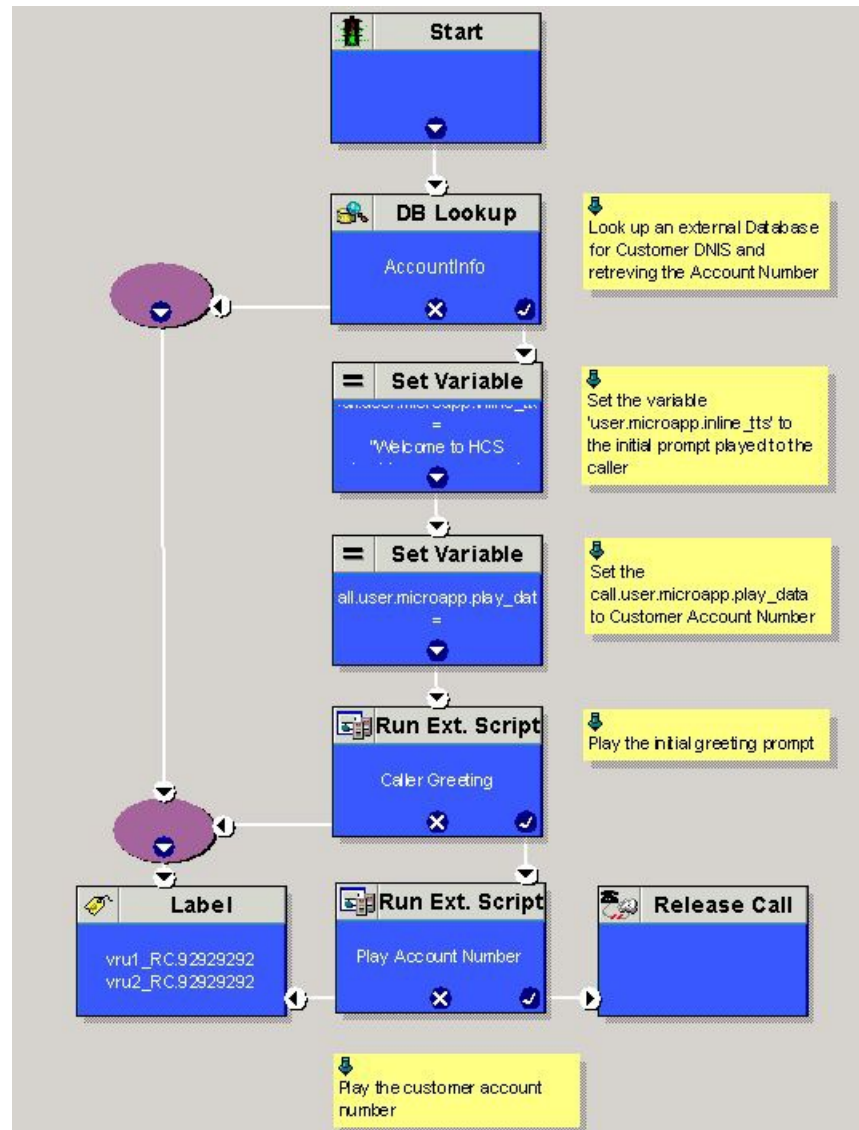 Start
DB Lookup
AccountInfo
Look up an external Database
for Customer DNIS and
retreving the Account Number
Set Variable
=
"Welcome to HCS
Set the variable
'user.microapp.inline_tts' to
the initial prompt played to the
caller
Set Variable
all.user.microapp.play_dat
=
Set the
call.user.microapp.play_data
to Customer Account Number
Run Ext. Script
Caller Greeting
Play the initial greeting prompt
Label
vru1_RC.92929292
vru2_RC.92929292
Run Ext. Script
Play Account Number
Release Call
Play the customer account
number